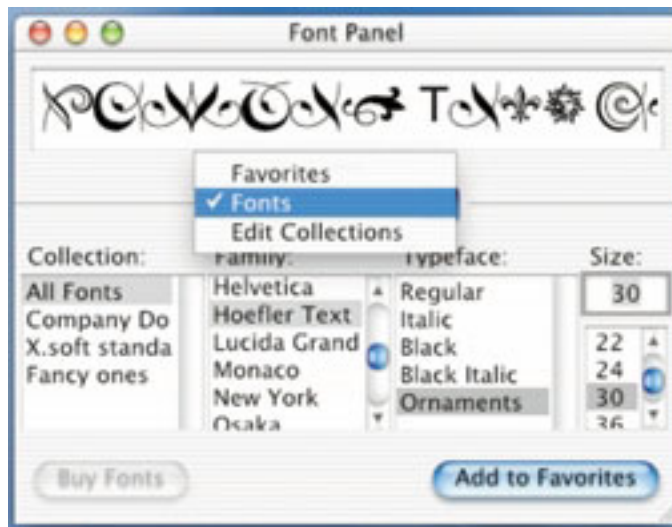 Font Panel
T
Favorites
✓ Fonts
Edit Collections
Collection: Family: Typeface: Size:
All Fonts
Company Do
X.soft standa
Fancy ones
Helvetica
Hoefler Text
Lucida Grand
Monaco
New York
Osaka
Regular
Italic
Black
Black Italic
Ornaments
30
22
24
30
36
Buy Fonts
Add to Favorites